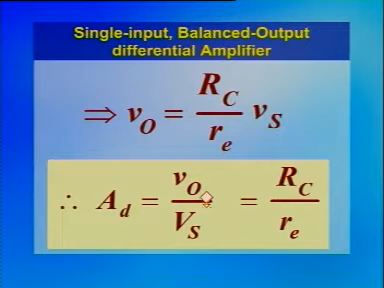 Single-input, Balanced-Output
differential Amplifier
⇒ v_O = R_C / r_e v_S
∴ A_d = v_O / V_S = R_C / r_e